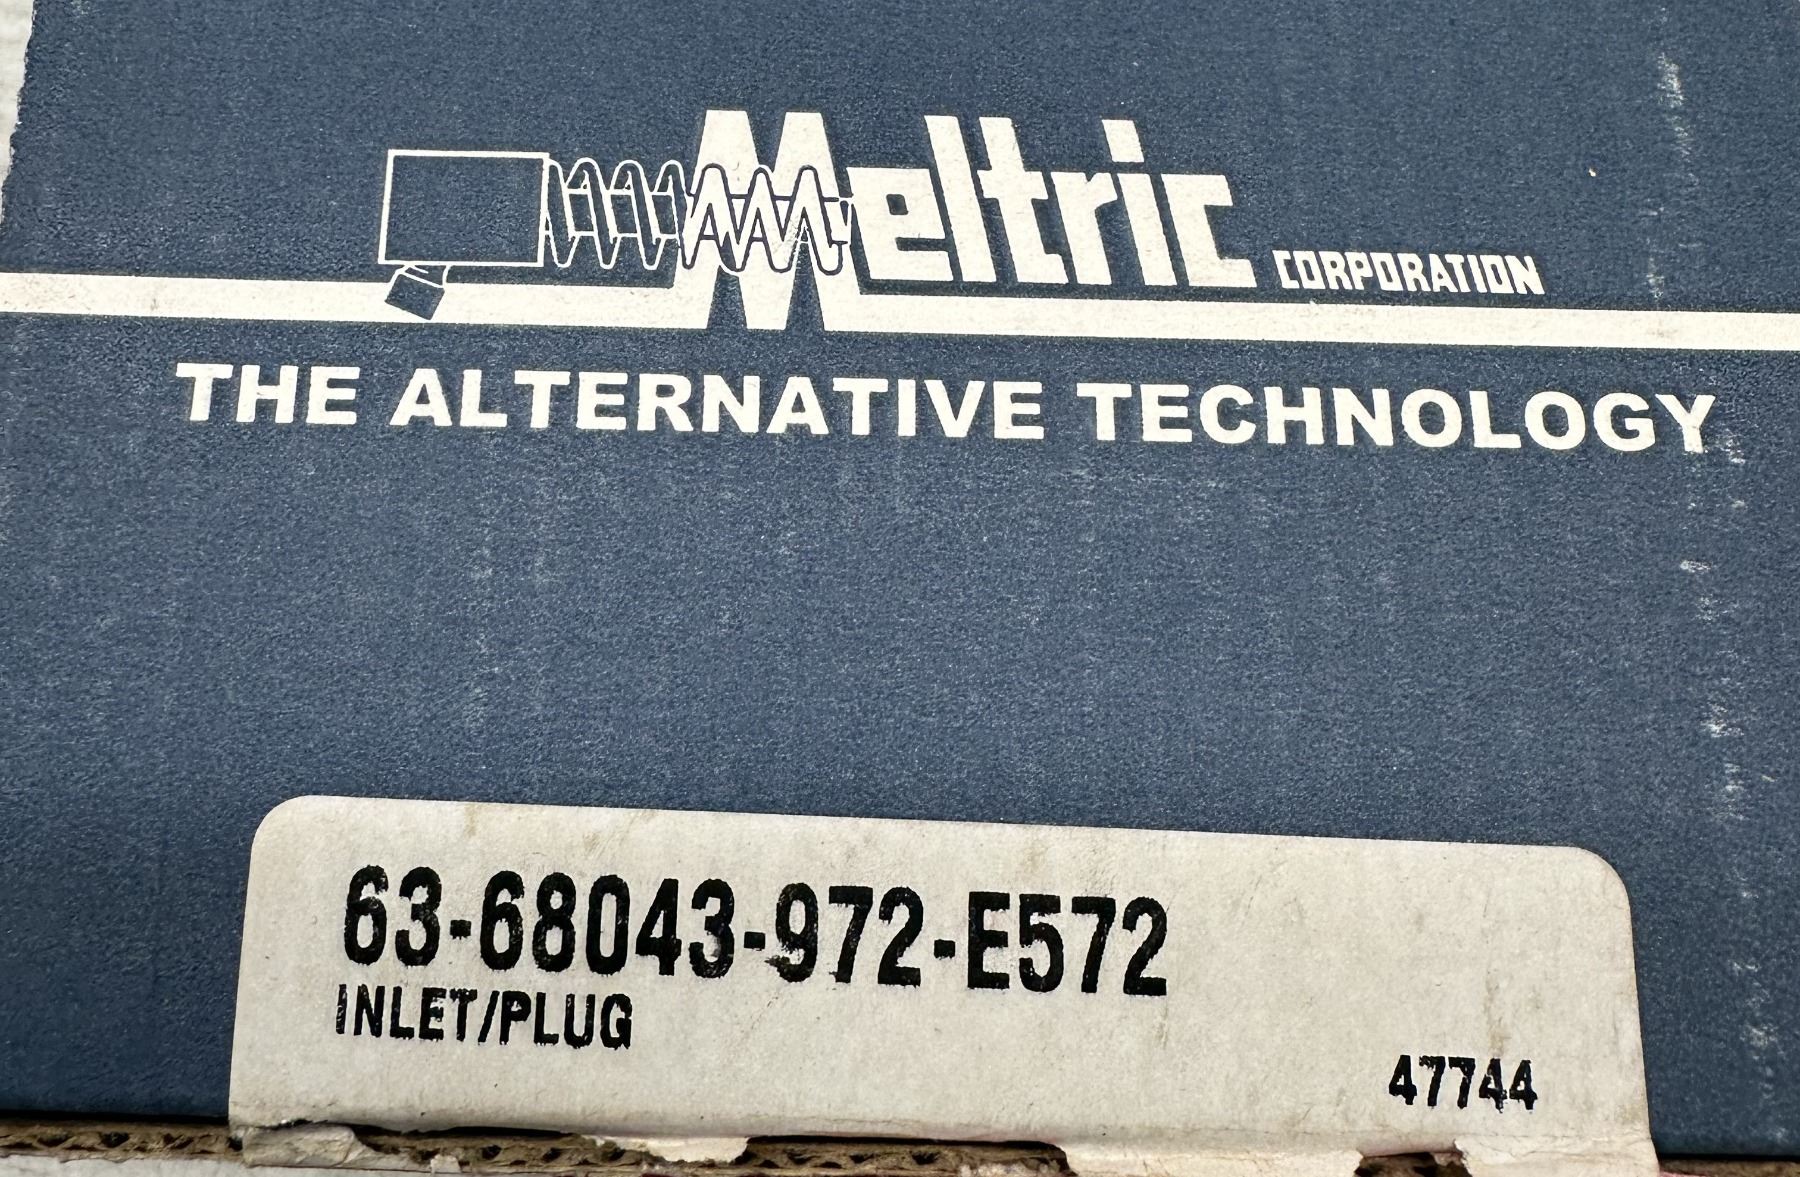 Meltric CORPORATION
THE ALTERNATIVE TECHNOLOGY
63-68043-972-E572
INLET/PLUG
47744